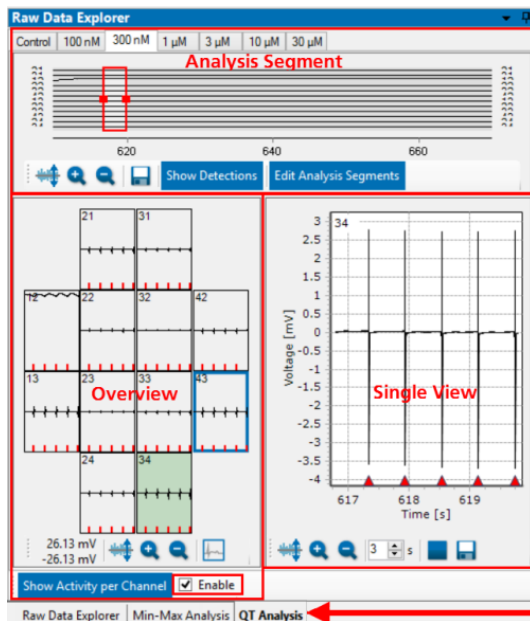 Raw Data Explorer
Control 100 nM 300 nM 1 µM 3 µM 10 µM 30 µM
Analysis Segment
620 640 660
Show Detections Edit Analysis Segments
21 31
12 22 32 42
13 23 33 43
Overview
24 34
26.13 mV
-26.13 mV
Show Activity per Channel Enable
34
3
2.5
2
1.5
1
0.5
0
-0.5
-1
-1.5
-2
-2.5
-3
-3.5
-4
Voltage [mV]
Single View
617 618 619
Time [s]
3 s
Raw Data Explorer Min-Max Analysis QT Analysis